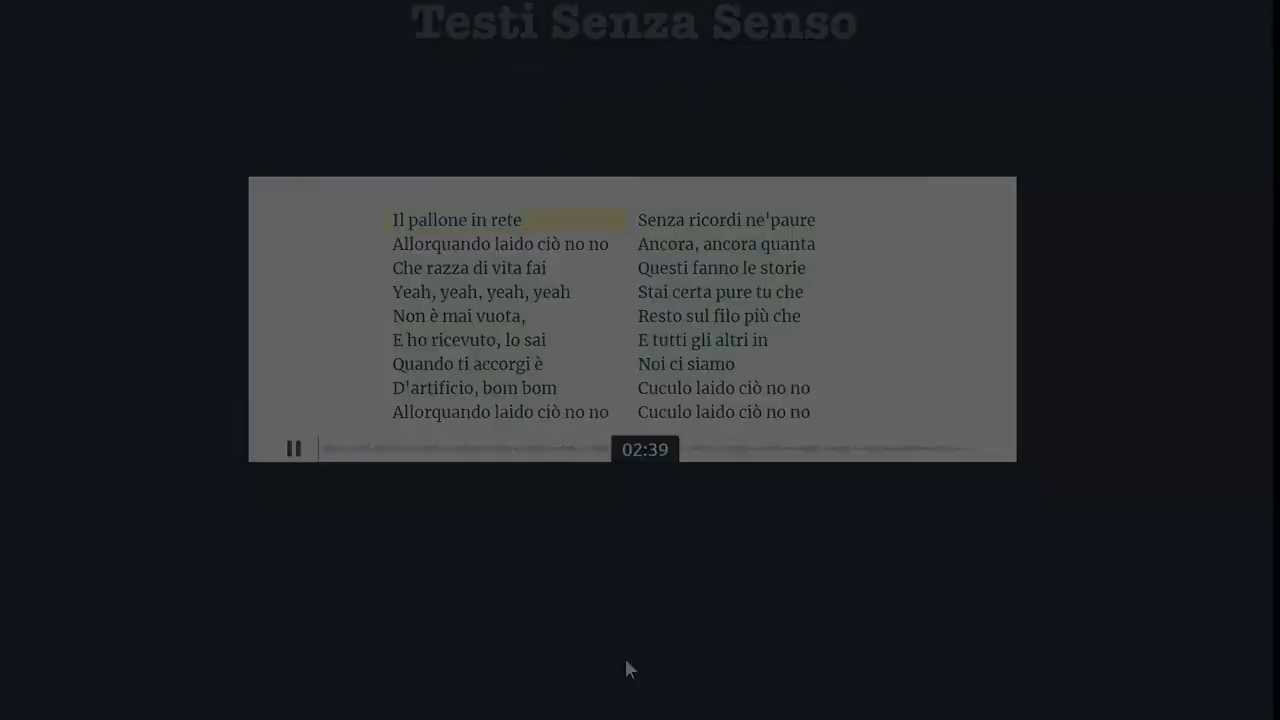 Testi Senza Senso
Il pallone in rete
Allorquando laido ciò no no
Che razza di vita fai
Yeah, yeah, yeah, yeah
Non è mai vuota,
E ho ricevuto, lo sai
Quando ti accorgi è
D'artificio, bom bom
Allorquando laido ciò no no
Senza ricordi ne'paure
Ancora, ancora quanta
Questi fanno le storie
Stai certa pure tu che
Resto sul filo più che
E tutti gli altri in
Noi ci siamo
Cuculo laido ciò no no
Cuculo laido ciò no no
02:39